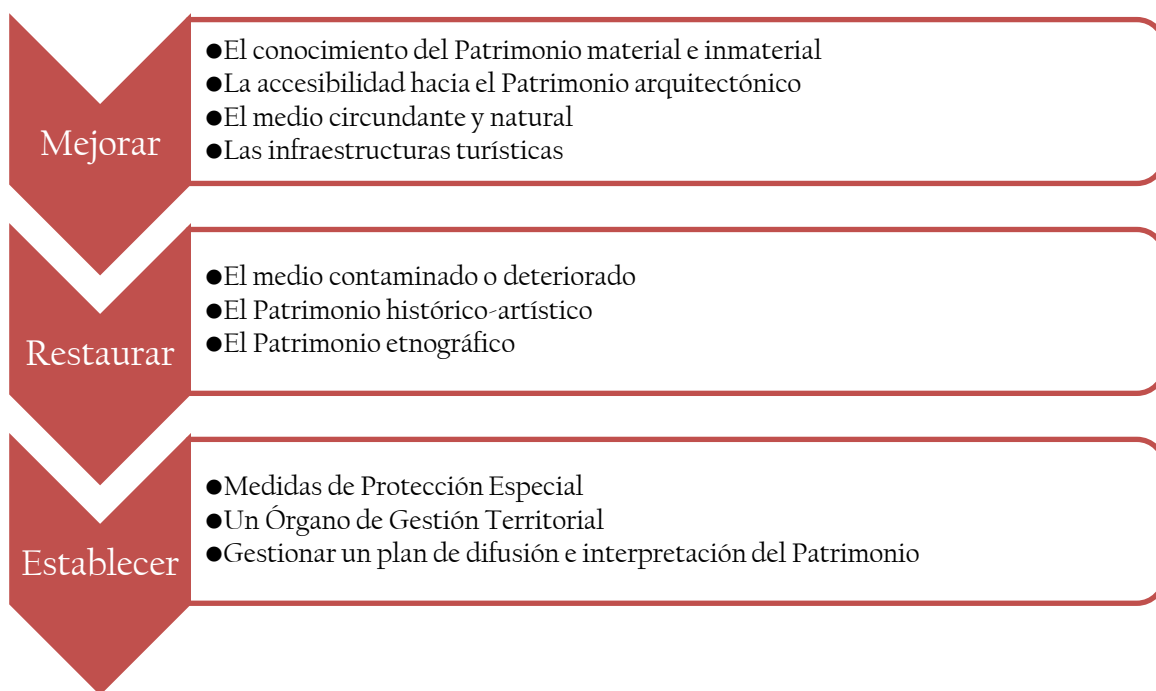 Mejorar
●El conocimiento del Patrimonio material e inmaterial
●La accesibilidad hacia el Patrimonio arquitectónico
●El medio circundante y natural
●Las infraestructuras turísticas
Restaurar
●El medio contaminado o deteriorado
●El Patrimonio histórico-artístico
●El Patrimonio etnográfico
Establecer
●Medidas de Protección Especial
●Un Órgano de Gestión Territorial
●Gestionar un plan de difusión e interpretación del Patrimonio